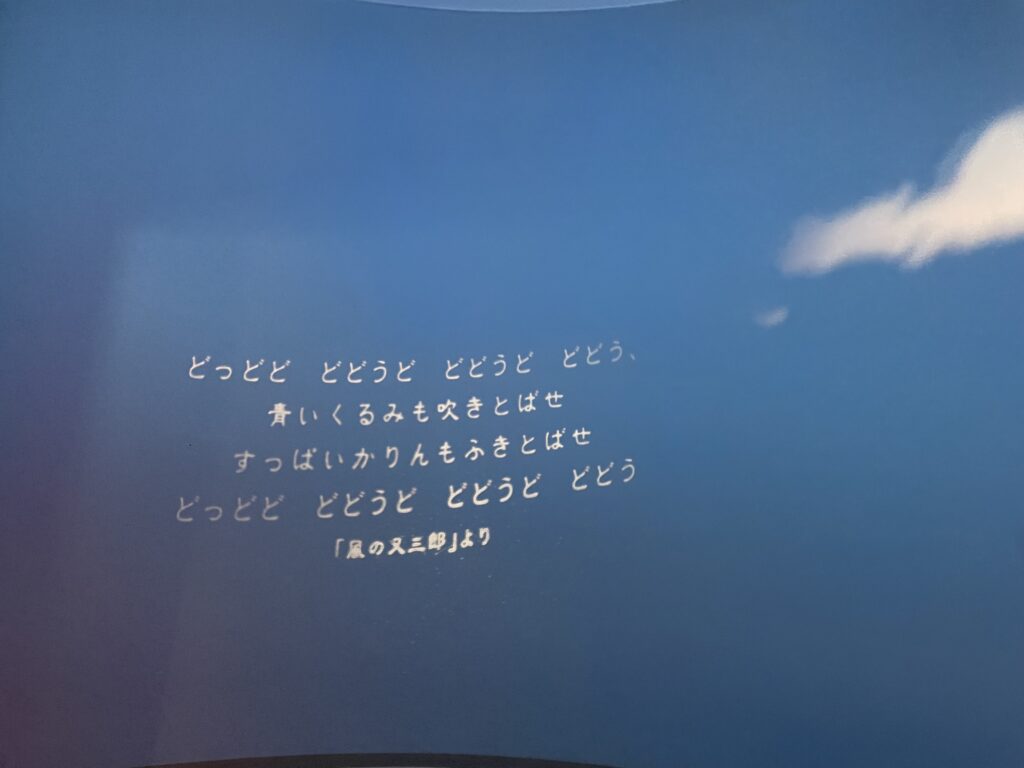 どっどど　どどうど　どどうど　どどう、
青いくるみも吹きとばせ
すっぱいかりんもふきとばせ
どっどど　どどうど　どどうど　どどう
「風の又三郎」より